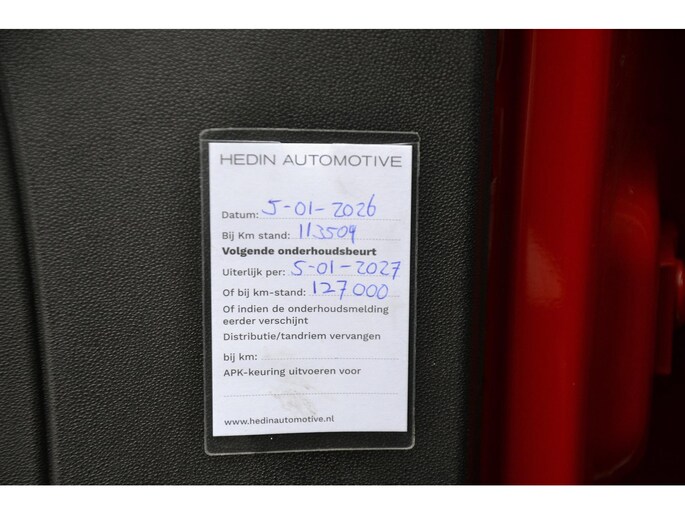 HEDIN AUTOMOTIVE
Datum: 5-01-2026
Bij Km stand: 113509
Volgende onderhoudsbeurt
Uiterlijk per: 5-01-2027
Of bij km-stand: 127000
Of indien de onderhoudsmelding
eerder verschijnt
Distributie/tandriem vervangen
bij km:
APK-keuring uitvoeren voor
www.hedinautomotive.nl